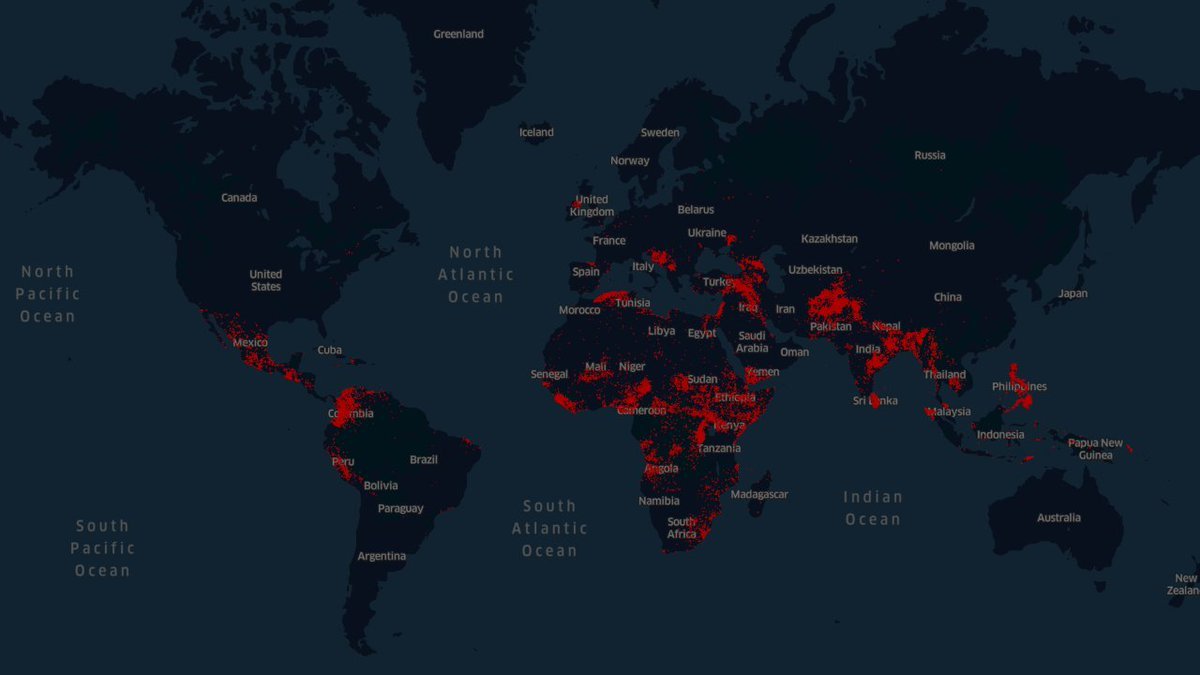 Greenland
Iceland
Sweden
Norway
Russia
Canada
United
Kingdom
Belarus
Ukraine
France
Kazakhstan
Mongolia
North
Atlantic
Ocean
North
Pacific
Ocean
United
States
Spain
Italy
Uzbekistan
Turkey
China
Japan
Morocco
Tunisia
Iraq
Iran
Libya
Egypt
Pakistan
Nepal
Mexico
Cuba
Saudi
Arabia
Oman
India
Senegal
Mali
Niger
Sudan
Yemen
Thailand
Philippines
Ethiopia
Sri Lanka
Colombia
Cameroon
Malaysia
Kenya
Indonesia
Papua New
Guinea
Tanzania
Peru
Brazil
Angola
Bolivia
Namibia
Madagascar
Indian
Ocean
Paraguay
South
Atlantic
Ocean
South
Africa
Australia
South
Pacific
Ocean
Argentina
New
Zealan